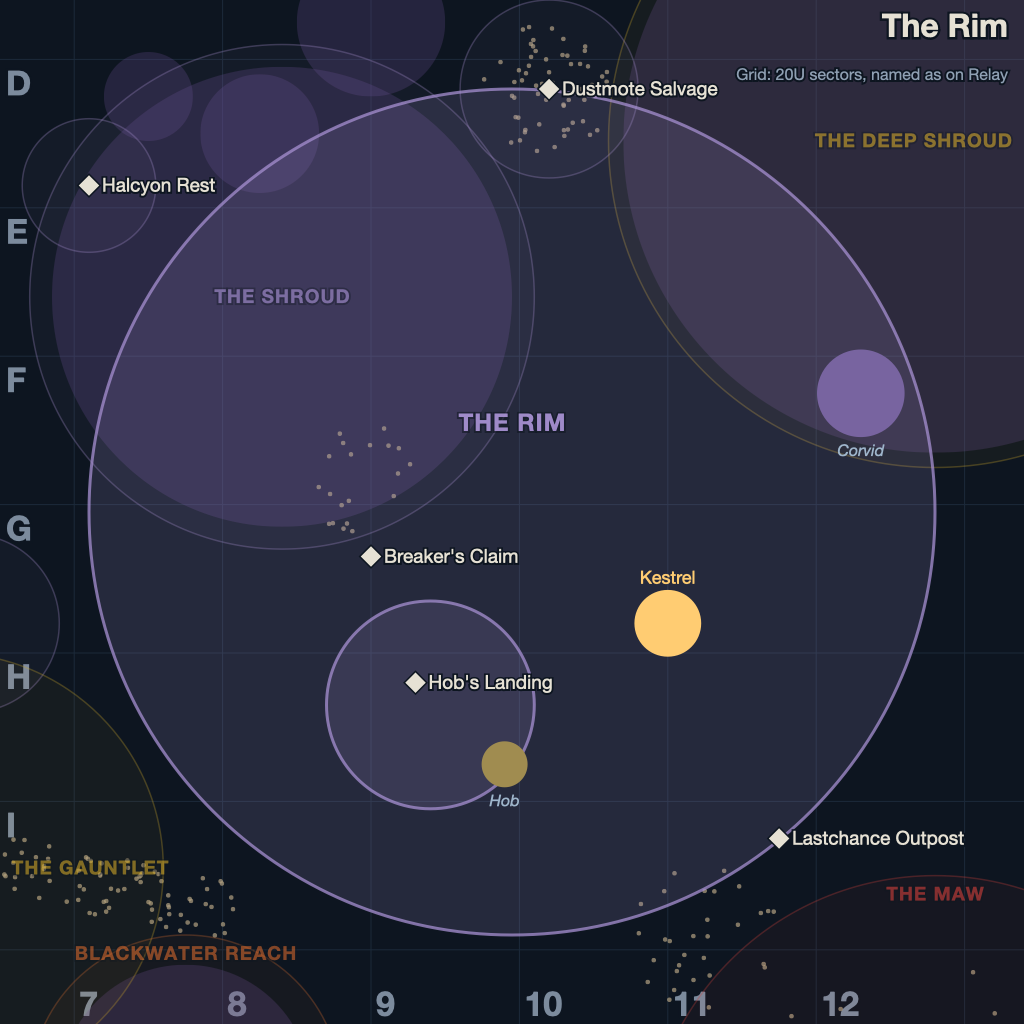 The Rim
Grid: 20U sectors, named as on Relay
D
Dustmote Salvage
THE DEEP SHROUD
Halcyon Rest
E
THE SHROUD
F
THE RIM
Corvid
G
Breaker's Claim
Kestrel
H
Hob's Landing
Hob
I
Lastchance Outpost
THE GAUNTLET
THE MAW
BLACKWATER REACH
7 8 9 10 11 12